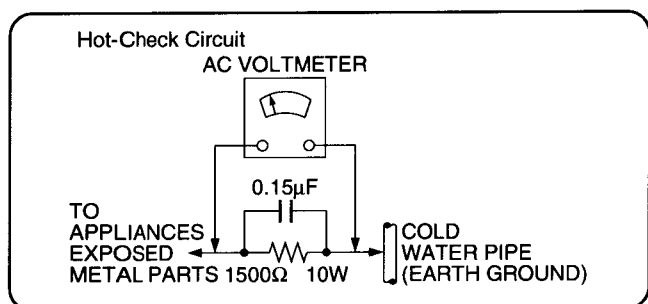 Hot-Check Circuit
AC VOLTMETER
0.15µF
TO
APPLIANCES
EXPOSED
METAL PARTS
1500Ω 10W
COLD
WATER PIPE
(EARTH GROUND)